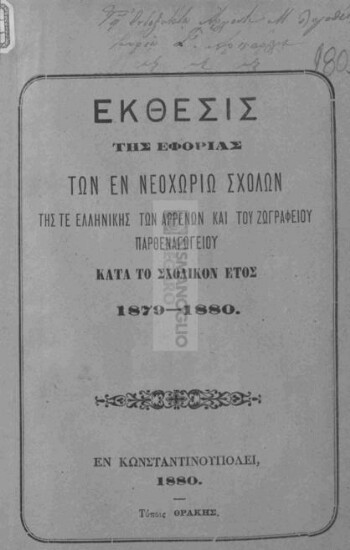 ΕΚΘΕΣΙΣ
ΤΗΣ ΕΦΟΡΙΑΣ
ΤΩΝ ΕΝ ΝΕΟΧΩΡΙΩ ΣΧΟΛΩΝ
ΤΗΣ ΤΕ ΕΛΛΗΝΙΚΗΣ ΤΩΝ ΑΡΡΕΝΩΝ ΚΑΙ ΤΟΥ ΖΩΓΡΑΦΕΙΟΥ
ΠΑΡΘΕΝΑΓΩΓΕΙΟΥ
ΚΑΤΑ ΤΟ ΣΧΟΛΙΚΟΝ ΕΤΟΣ
1879—1880.
ΕΝ ΚΩΝΣΤΑΝΤΙΝΟΥΠΟΛΕΙ,
1880.
Τύποις ΘΡΑΚΗΣ.